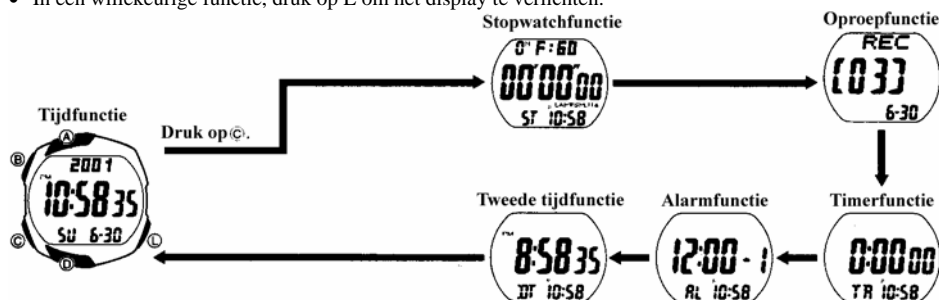 • In een willekeurige functie, druk op L om het display te verlichten.
Stopwatchfunctie
Oproepfunctie
0" F:60
00'00"00
ST 10:58
REC
[03]
6-30
Tijdfunctie
Druk op Ⓒ.
Ⓐ
Ⓑ
2001
PM
10:58 35
SU 6-30
Ⓒ
Ⓓ
Ⓛ
Tweede tijdfunctie
Alarmfunctie
Timerfunctie
PM
8:58 35
DT 10:58
12:00 - 1
AL 10:58
0:00 00
TR 10:58